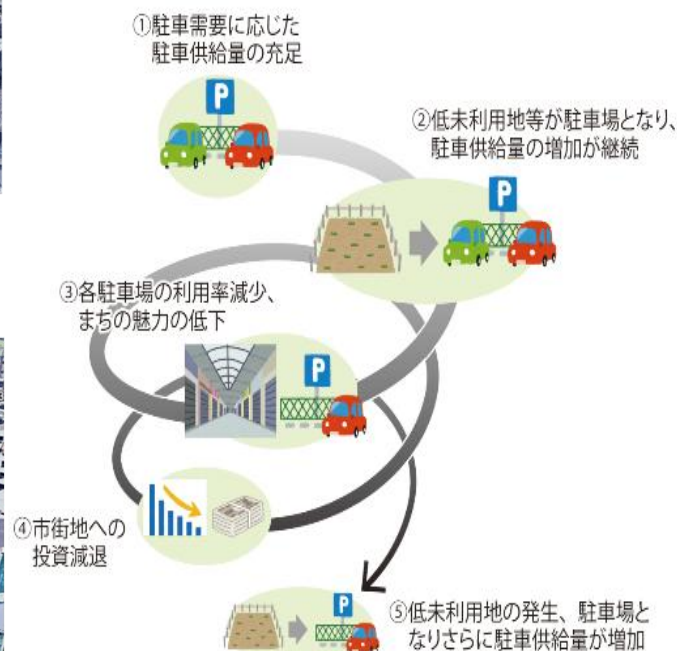 ①駐車需要に応じた
駐車供給量の充足
P
②低未利用地等が駐車場となり、
駐車供給量の増加が継続
P
③各駐車場の利用率減少、
まちの魅力の低下
P
④市街地への
投資減退
P
⑤低未利用地の発生、駐車場と
なりさらに駐車供給量が増加